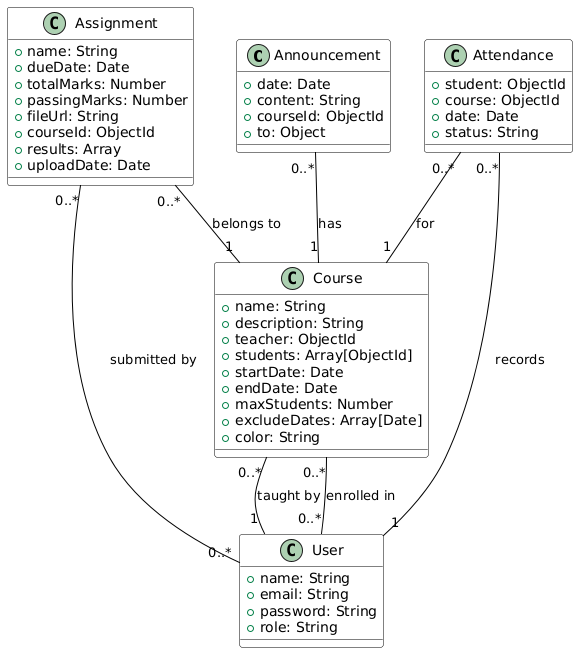 C Assignment
name: String
dueDate: Date
totalMarks: Number
passingMarks: Number
fileUrl: String
courseId: ObjectId
results: Array
uploadDate: Date
C Announcement
date: Date
content: String
courseId: ObjectId
to: Object
C Attendance
student: ObjectId
course: ObjectId
date: Date
status: String
0..*
0..*
0..*
0..*
0..*
belongs to
has
for
1
1
1
C Course
name: String
description: String
teacher: ObjectId
students: Array[ObjectId]
startDate: Date
endDate: Date
maxStudents: Number
excludeDates: Array[Date]
color: String
submitted by
records
0..*
0..*
taught by
enrolled in
1
0..*
1
0..*
C User
name: String
email: String
password: String
role: String